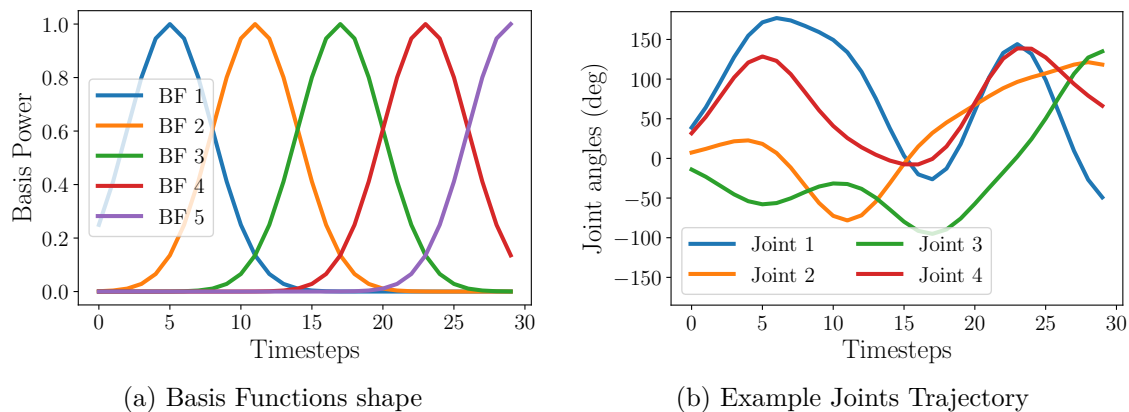 1.0
0.8
0.6
0.4
0.2
0.0
Basis Power
BF 1
BF 2
BF 3
BF 4
BF 5
0 5 10 15 20 25 30
Timesteps
(a) Basis Functions shape
150
100
50
0
−50
−100
−150
Joint angles (deg)
Joint 1 Joint 3
Joint 2 Joint 4
0 5 10 15 20 25 30
Timesteps
(b) Example Joints Trajectory